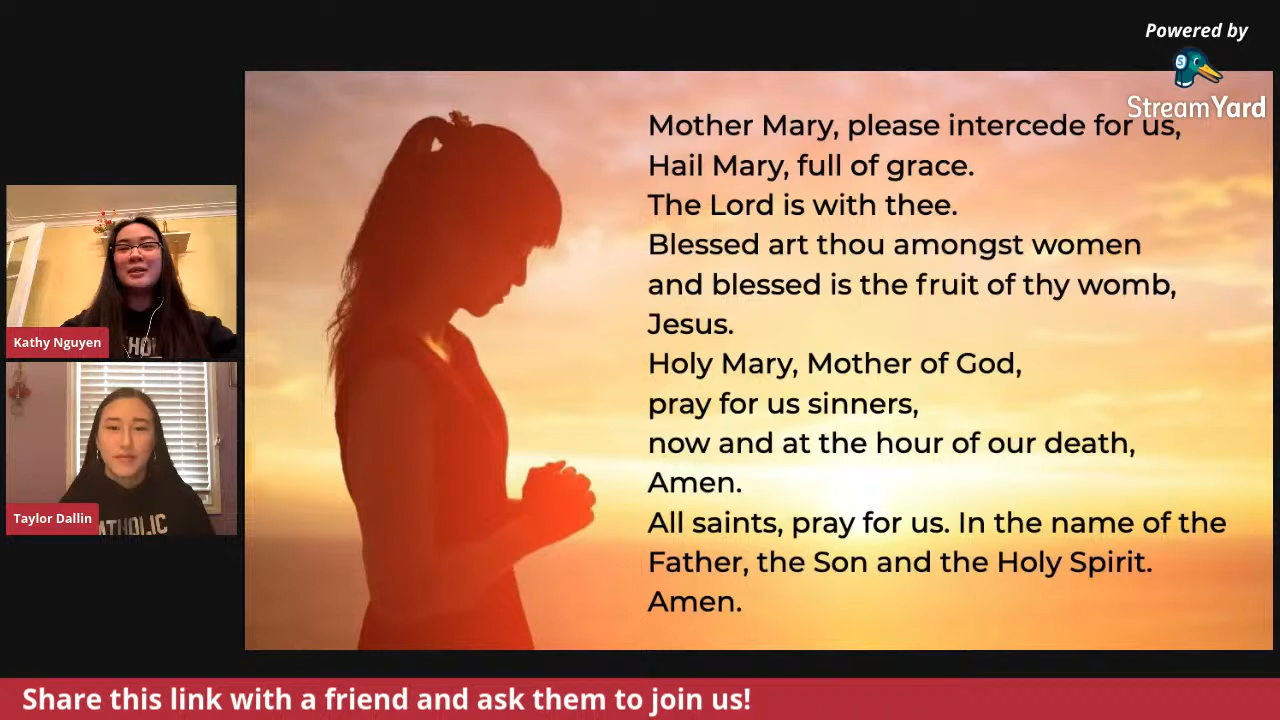 Powered by
StreamYard
Mother Mary, please intercede for us,
Hail Mary, full of grace.
The Lord is with thee.
Blessed art thou amongst women
and blessed is the fruit of thy womb,
Jesus.
Holy Mary, Mother of God,
pray for us sinners,
now and at the hour of our death,
Amen.
All saints, pray for us. In the name of the
Father, the Son and the Holy Spirit.
Amen.
HOL
Kathy Nguyen
ATHOLIC
Taylor Dallin
Share this link with a friend and ask them to join us!